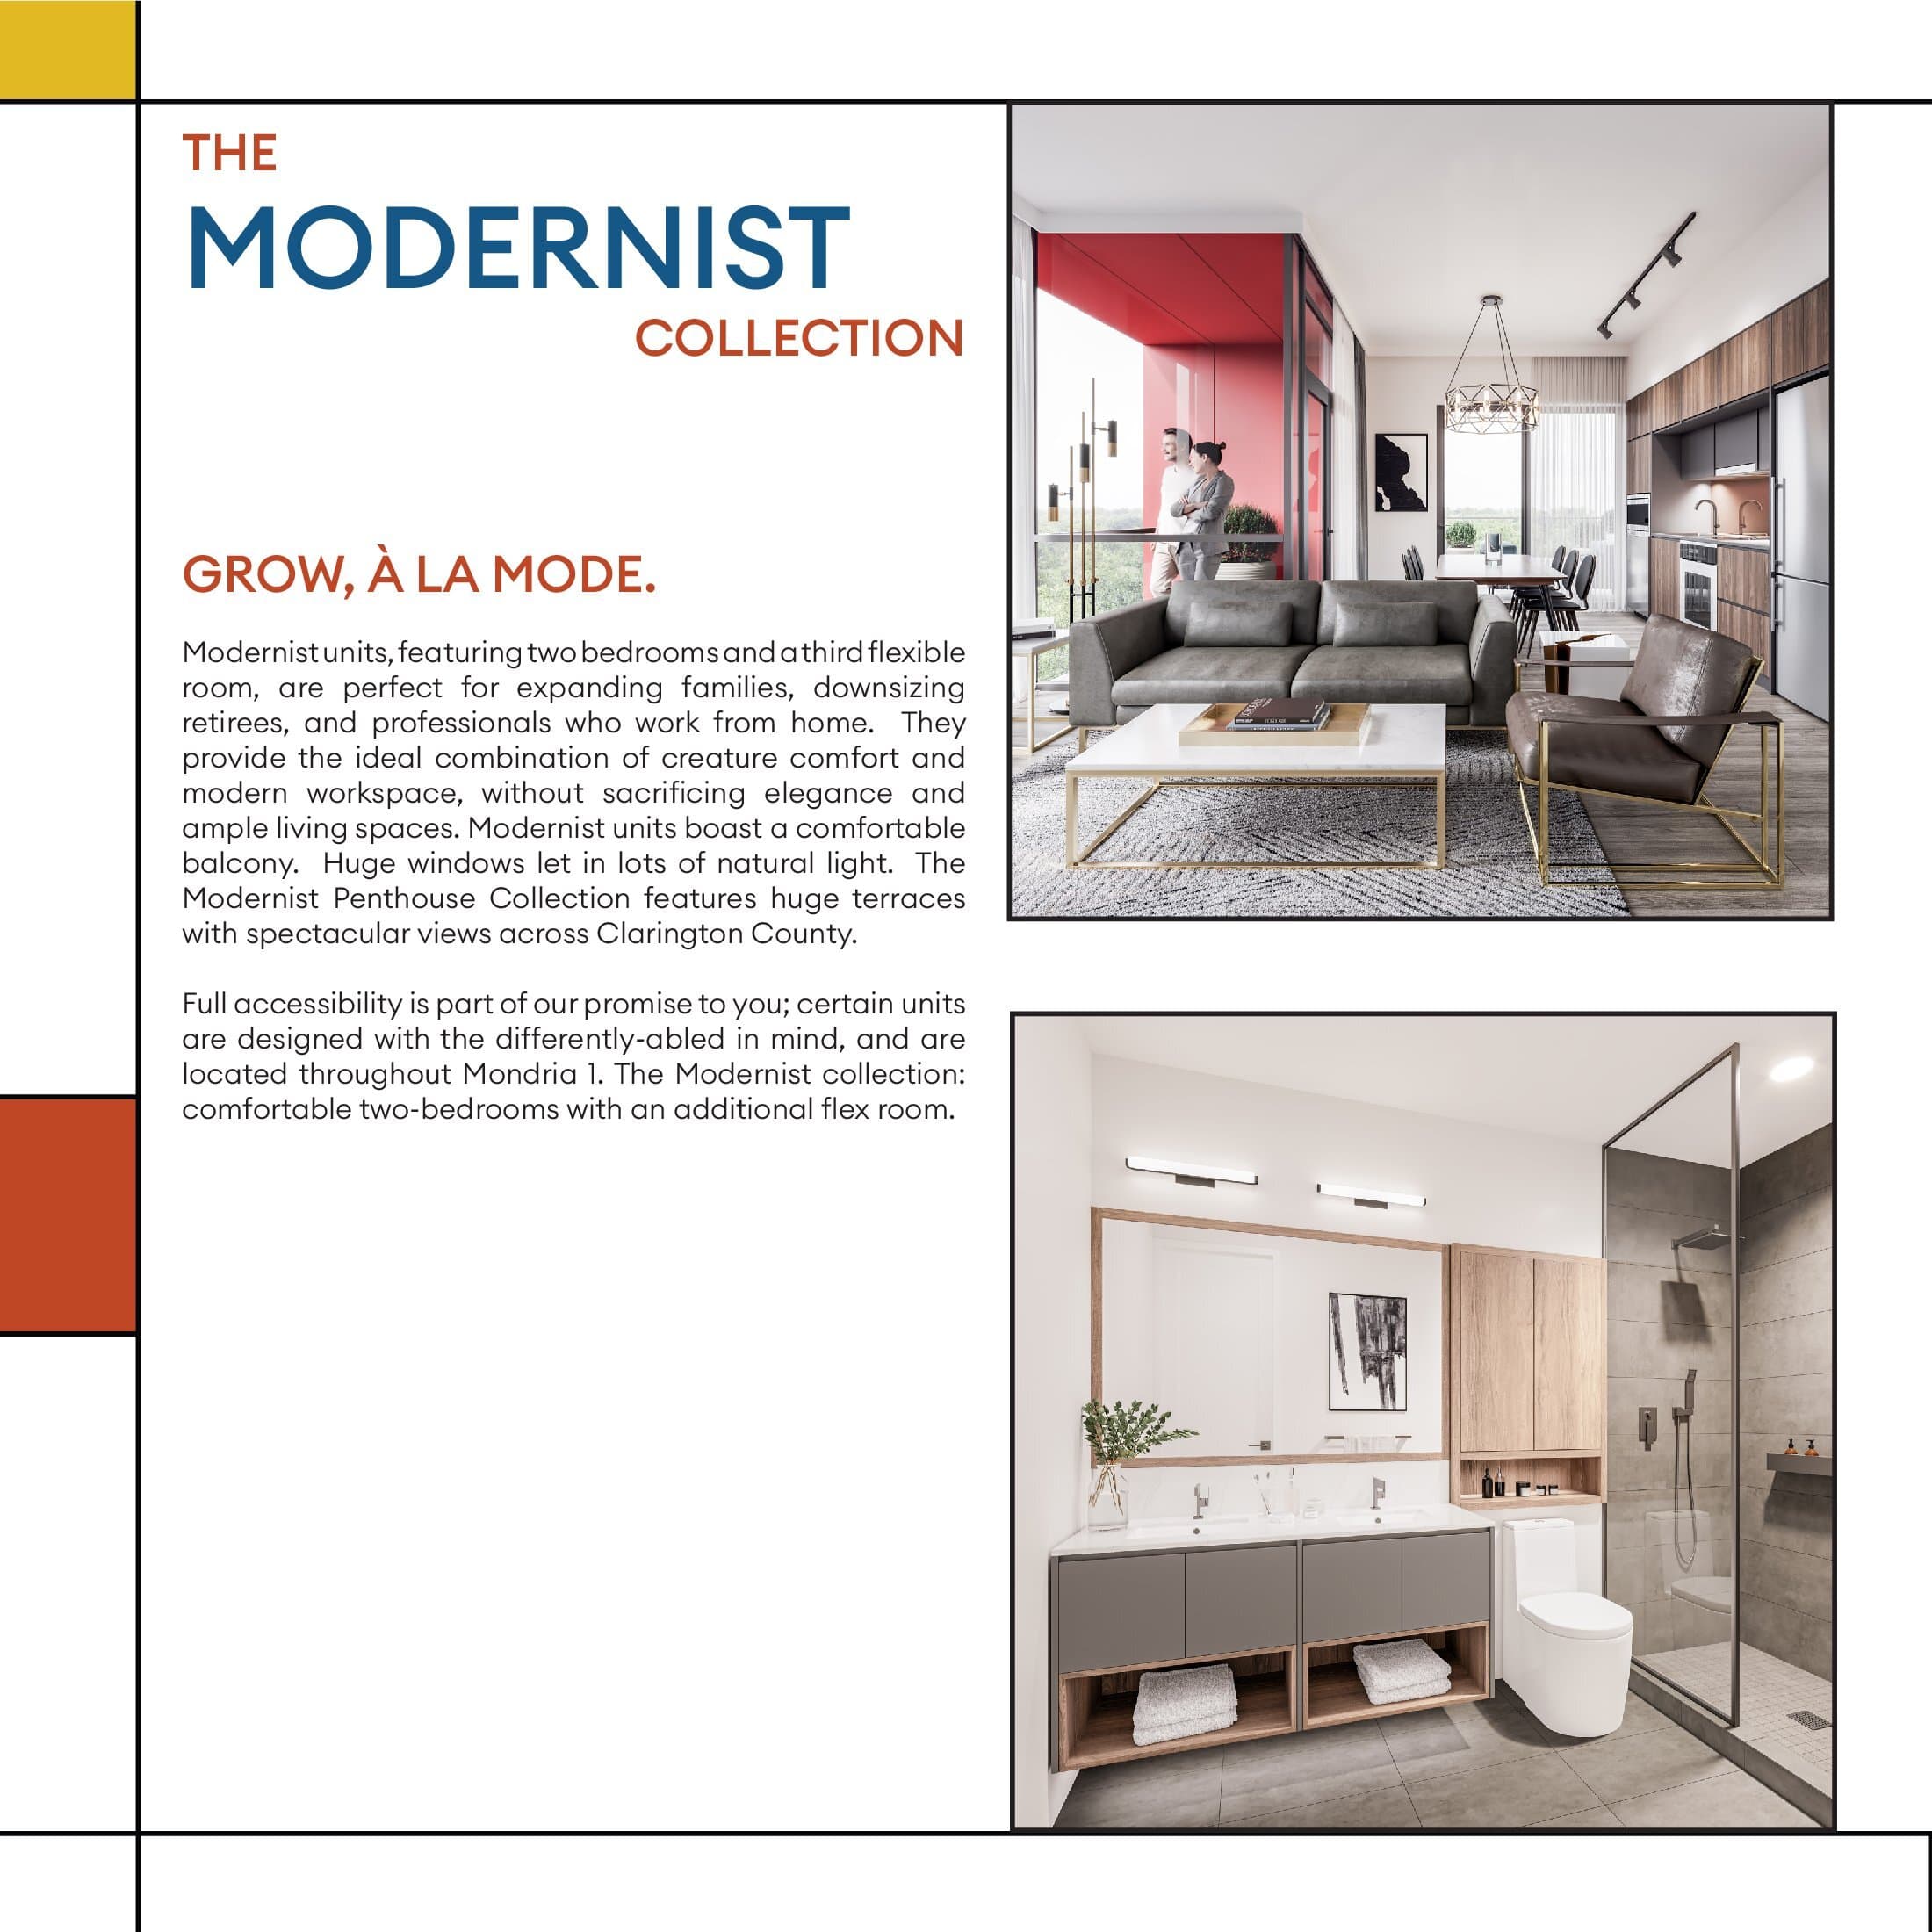 THE
MODERNIST
COLLECTION
GROW, À LA MODE.
Modernist units, featuring two bedrooms and a third flexible
room, are perfect for expanding families, downsizing
retirees, and professionals who work from home. They
provide the ideal combination of creature comfort and
modern workspace, without sacrificing elegance and
ample living spaces. Modernist units boast a comfortable
balcony. Huge windows let in lots of natural light. The
Modernist Penthouse Collection features huge terraces
with spectacular views across Clarington County.
Full accessibility is part of our promise to you; certain units
are designed with the differently-abled in mind, and are
located throughout Mondria 1. The Modernist collection:
comfortable two-bedrooms with an additional flex room.